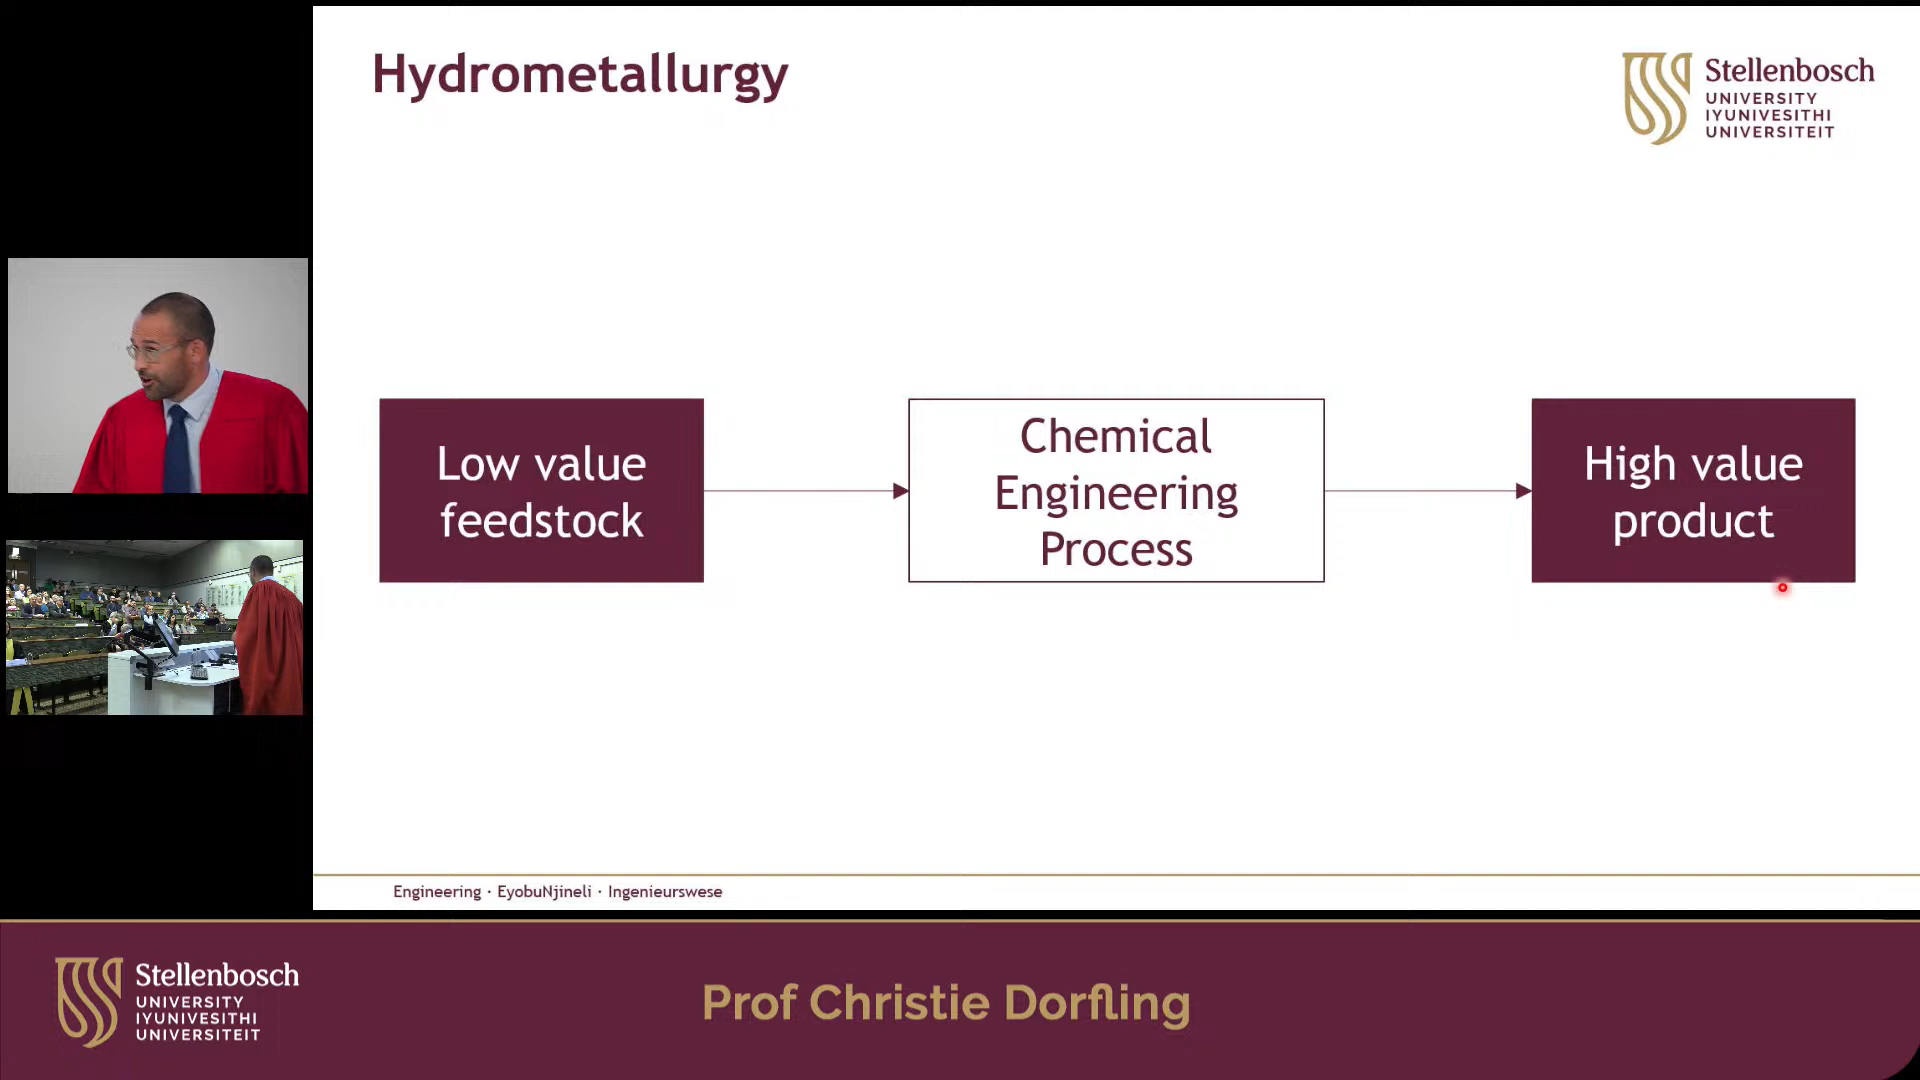 Hydrometallurgy
Stellenbosch
UNIVERSITY
IYUNIVESITHI
UNIVERSITEIT
Low value
feedstock
Chemical
Engineering
Process
High value
product
Engineering · EyobuNjineli · Ingenieurswese
Stellenbosch
UNIVERSITY
IYUNIVESITHI
UNIVERSITEIT
Prof Christie Dorfling